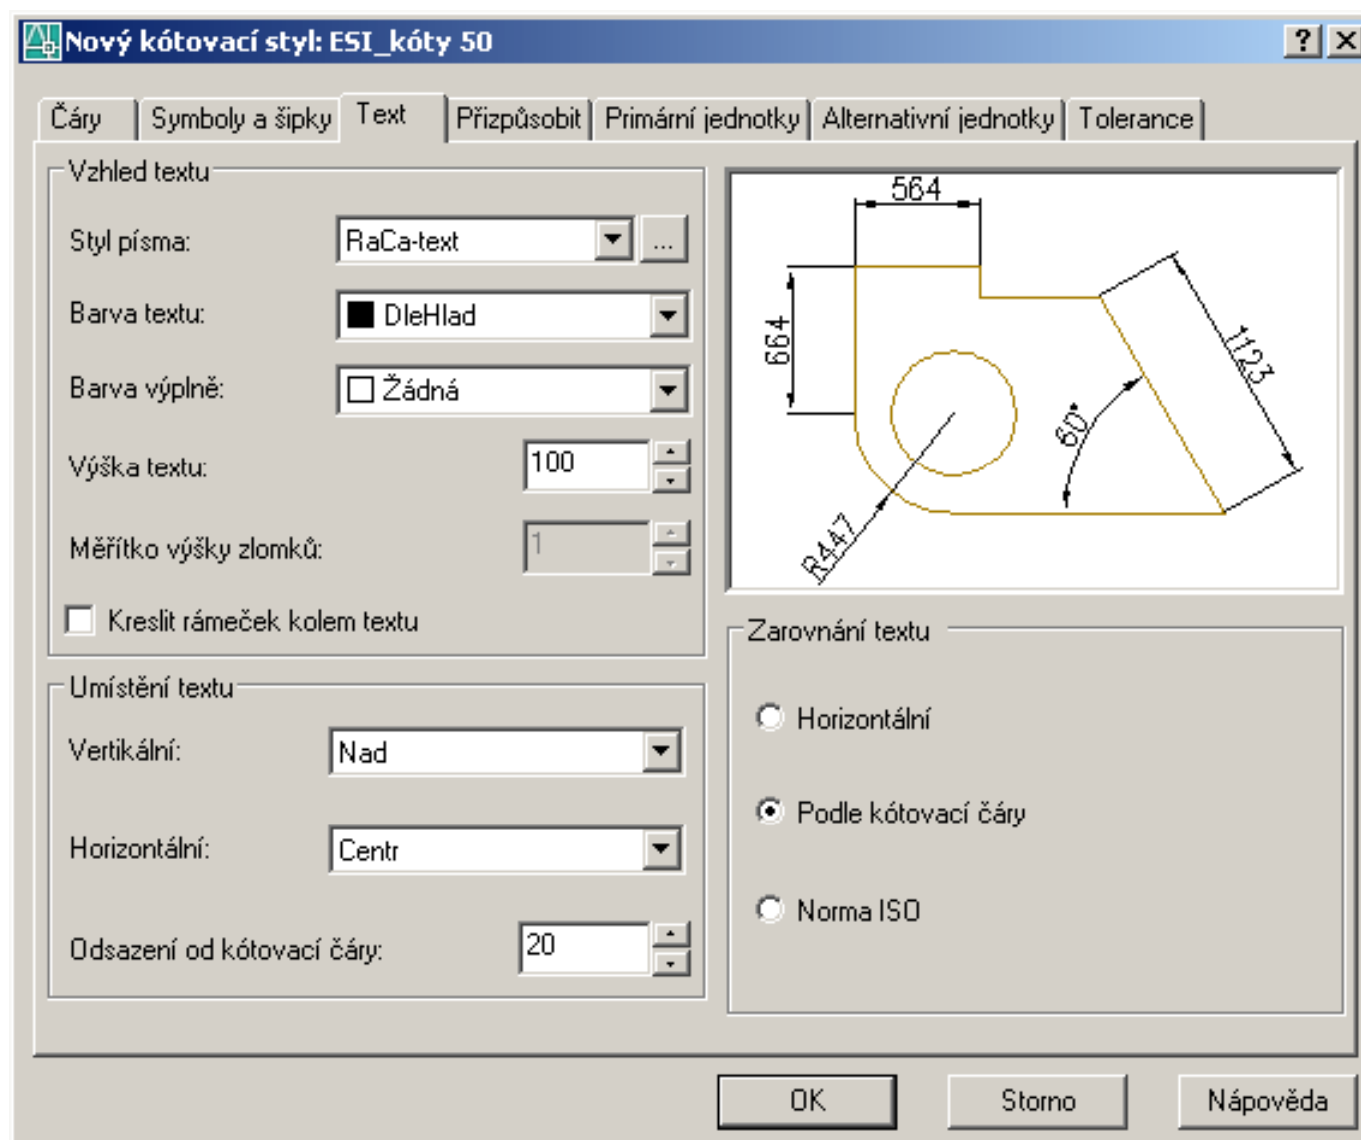 Nový kótovací styl: ESI_kóty 50
Čáry Symboly a šipky Text Přizpůsobit Primární jednotky Alternativní jednotky Tolerance
Vzhled textu
Styl písma: RaCa-text ...
Barva textu: DleHlad
Barva výplně: Žádná
Výška textu: 100
Měřítko výšky zlomků: 1
Kreslit rámeček kolem textu
Umístění textu
Vertikální: Nad
Horizontální: Centr
Odsazení od kótovací čáry: 20
564
664
1123
60°
R447
Zarovnání textu
Horizontální
Podle kótovací čáry
Norma ISO
OK Storno Nápověda